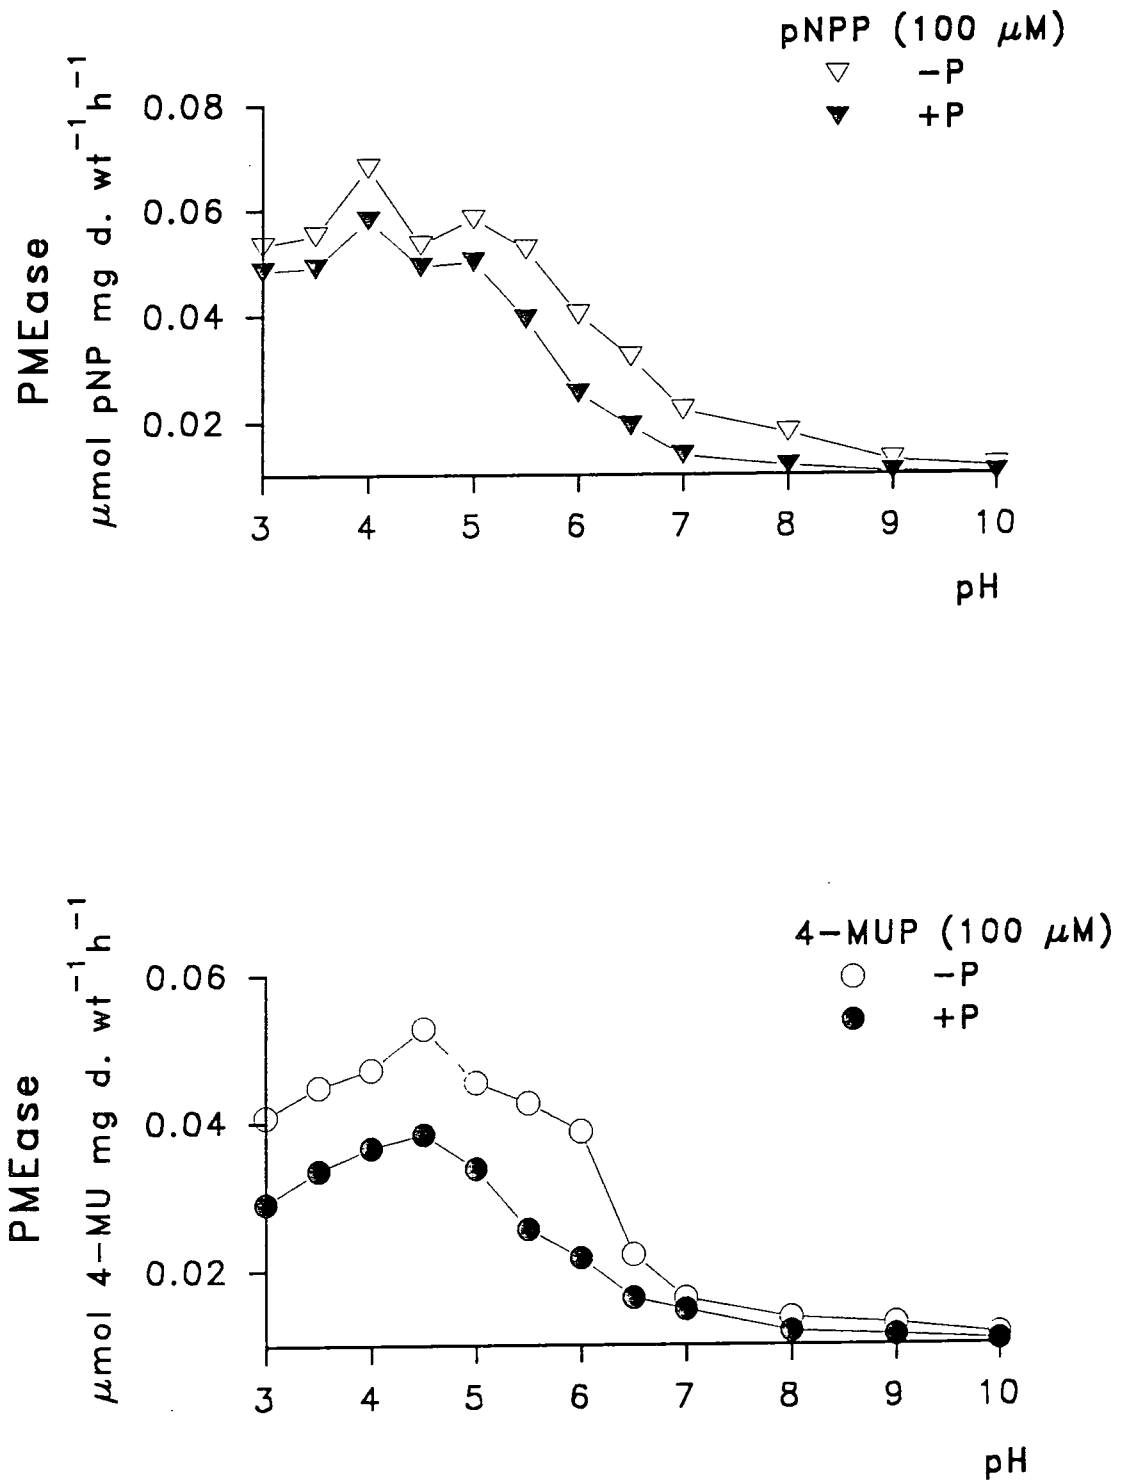 pNPP (100 μM)
−P
+P
PMEase
μmol pNP mg d. wt⁻¹h⁻¹
0.08
0.06
0.04
0.02
3 4 5 6 7 8 9 10
pH
4−MUP (100 μM)
−P
+P
PMEase
μmol 4−MU mg d. wt⁻¹h⁻¹
0.06
0.04
0.02
3 4 5 6 7 8 9 10
pH